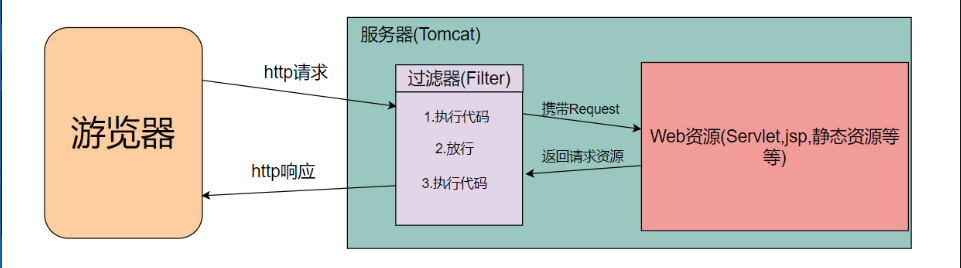 服务器(Tomcat)
http请求
过滤器(Filter)
游览器
1.执行代码
2.放行
3.执行代码
携带Request
返回请求资源
Web资源(Servlet,jsp,静态资源等
等)
http响应